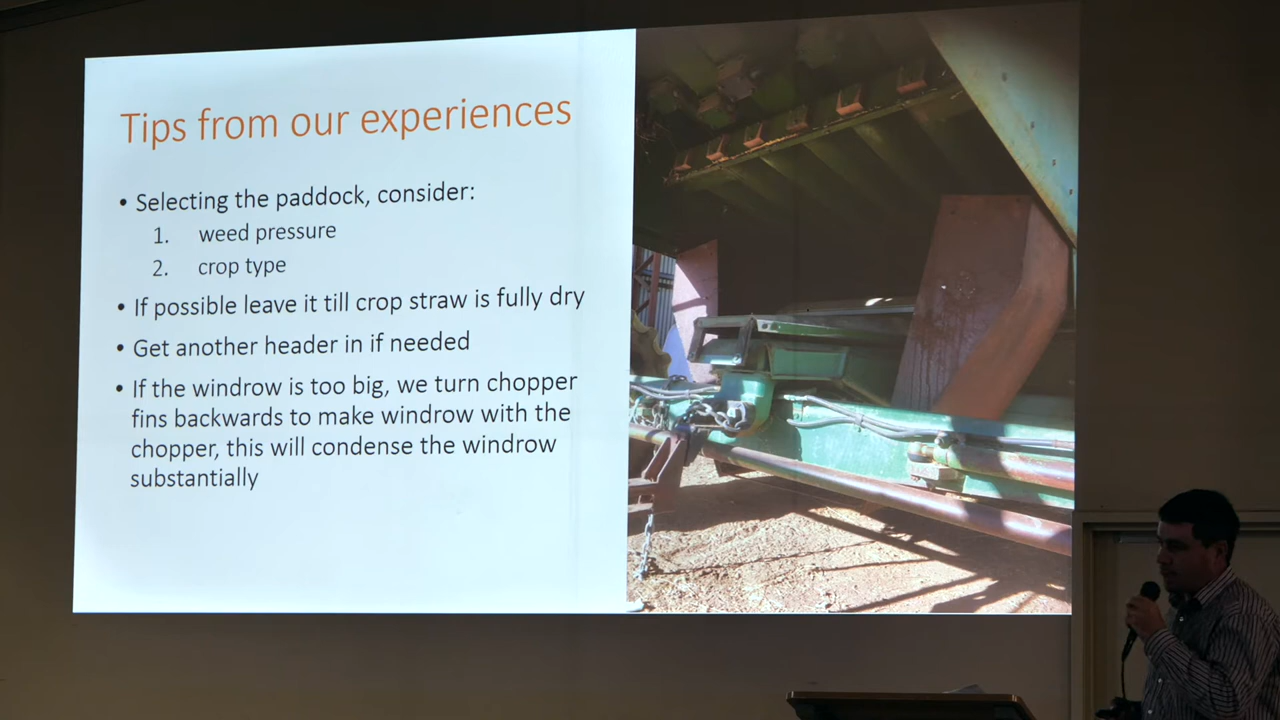 Tips from our experiences
• Selecting the paddock, consider:
1. weed pressure
2. crop type
• If possible leave it till crop straw is fully dry
• Get another header in if needed
• If the windrow is too big, we turn chopper
fins backwards to make windrow with the
chopper, this will condense the windrow
substantially